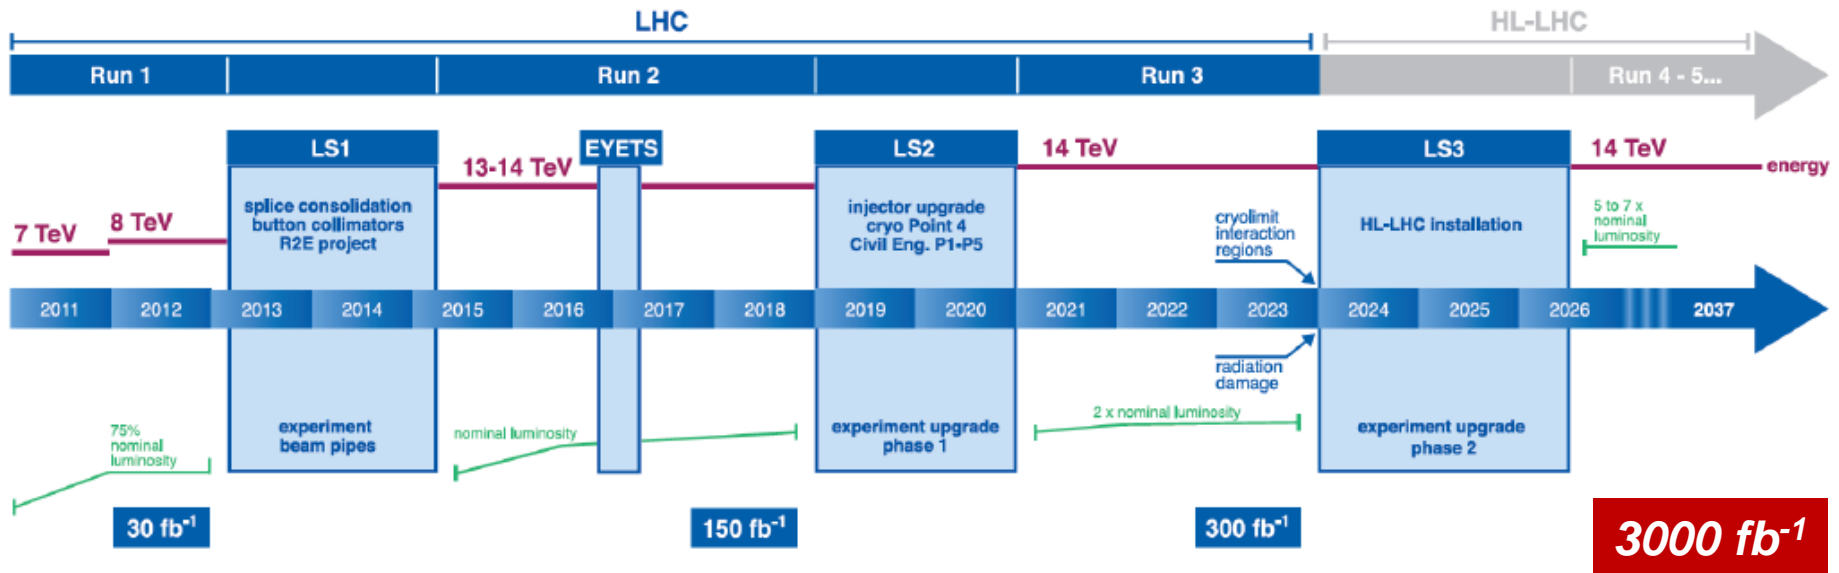 LHC
HL-LHC
Run 1
Run 2
Run 3
Run 4 - 5...
LS1
EYETS
LS2
14 TeV
LS3
14 TeV
energy
13-14 TeV
7 TeV
8 TeV
splice consolidation
button collimators
R2E project
injector upgrade
cryo Point 4
Civil Eng. P1-P5
cryolimit
interaction
regions
HL-LHC installation
5 to 7 x
nominal
luminosity
2011
2012
2013
2014
2015
2016
2017
2018
2019
2020
2021
2022
2023
2024
2025
2026
2037
radiation
damage
75%
nominal
luminosity
experiment
beam pipes
nominal luminosity
experiment upgrade
phase 1
2 x nominal luminosity
experiment upgrade
phase 2
30 fb⁻¹
150 fb⁻¹
300 fb⁻¹
3000 fb⁻¹